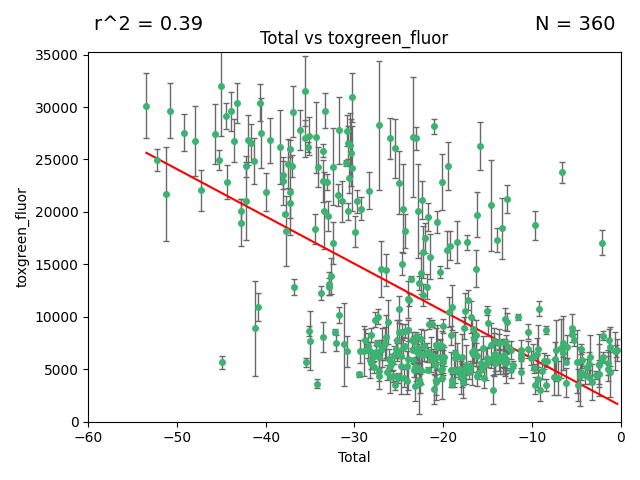 r^2 = 0.39
N = 360
Total vs toxgreen_fluor
35000
30000
25000
20000
15000
10000
5000
0
toxgreen_fluor
−60 −50 −40 −30 −20 −10 0
Total